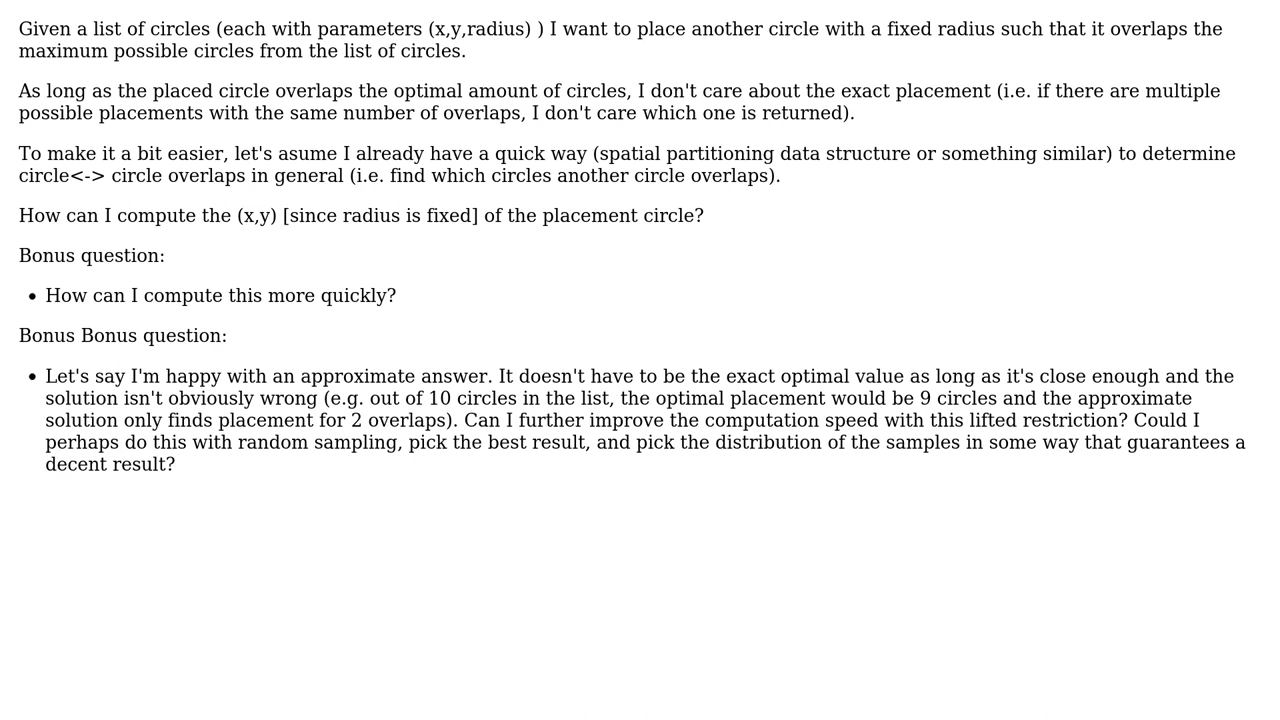 Given a list of circles (each with parameters (x,y,radius) ) I want to place another circle with a fixed radius such that it overlaps the
maximum possible circles from the list of circles.
As long as the placed circle overlaps the optimal amount of circles, I don't care about the exact placement (i.e. if there are multiple
possible placements with the same number of overlaps, I don't care which one is returned).
To make it a bit easier, let's asume I already have a quick way (spatial partitioning data structure or something similar) to determine
circle<-> circle overlaps in general (i.e. find which circles another circle overlaps).
How can I compute the (x,y) [since radius is fixed] of the placement circle?
Bonus question:
• How can I compute this more quickly?
Bonus Bonus question:
• Let's say I'm happy with an approximate answer. It doesn't have to be the exact optimal value as long as it's close enough and the
solution isn't obviously wrong (e.g. out of 10 circles in the list, the optimal placement would be 9 circles and the approximate
solution only finds placement for 2 overlaps). Can I further improve the computation speed with this lifted restriction? Could I
perhaps do this with random sampling, pick the best result, and pick the distribution of the samples in some way that guarantees a
decent result?